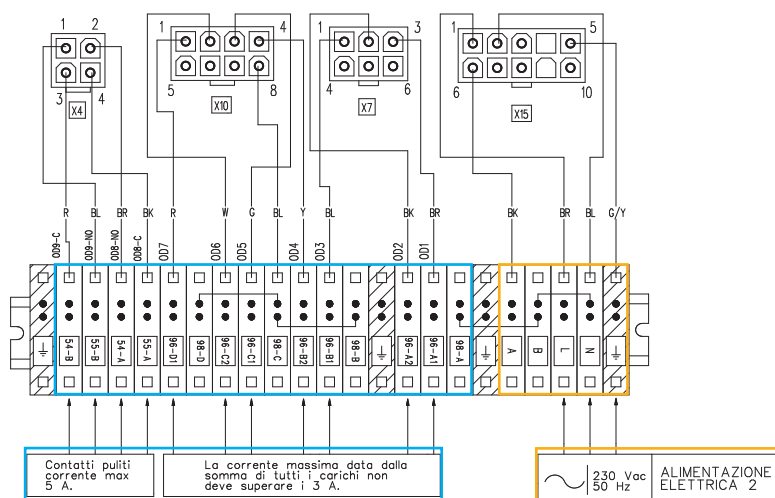 1 2
3 4
X4
1 4
5 8
X10
1 3
4 6
X7
1 5
6 10
X15
R BL BR BK R W G BL Y BL BK BR BK BR BL G/Y
OD9-C OD9-NO OD8-NO OD8-C OD7 OD6 OD5 OD4 OD3 OD2 OD1
54-B 55-B 54-A 55-A 96-D1 98-D 96-C2 96-C1 98-C 96-B2 96-B1 98-B 96-A2 96-A1 98-A A B L N
Contatti puliti
corrente max
5 A.
La corrente massima data dalla
somma di tutti i carichi non
deve superare i 3 A.
230 Vac
50 Hz
ALIMENTAZIONE
ELETTRICA 2